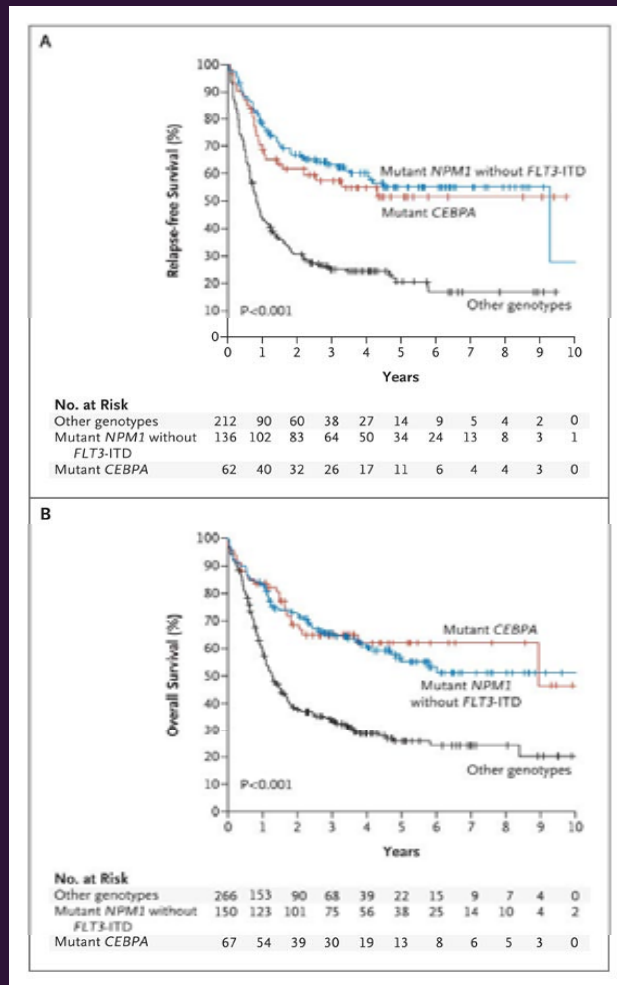 A
Relapse-free Survival (%)
100
90
80
70
60
50
40
30
20
10
0
Mutant NPM1 without FLT3-ITD
Mutant CEBPA
Other genotypes
P<0.001
0 1 2 3 4 5 6 7 8 9 10
Years
No. at Risk
Other genotypes 212 90 60 38 27 14 9 5 4 2 0
Mutant NPM1 without 136 102 83 64 50 34 24 13 8 3 1
FLT3-ITD
Mutant CEBPA 62 40 32 26 17 11 6 4 4 3 0
B
Overall Survival (%)
100
90
80
70
60
50
40
30
20
10
0
Mutant CEBPA
Mutant NPM1
without FLT3-ITD
Other genotypes
P<0.001
0 1 2 3 4 5 6 7 8 9 10
Years
No. at Risk
Other genotypes 266 153 90 68 39 22 15 9 7 4 0
Mutant NPM1 without 150 123 101 75 56 38 25 14 10 4 2
FLT3-ITD
Mutant CEBPA 67 54 39 30 19 13 8 6 5 3 0